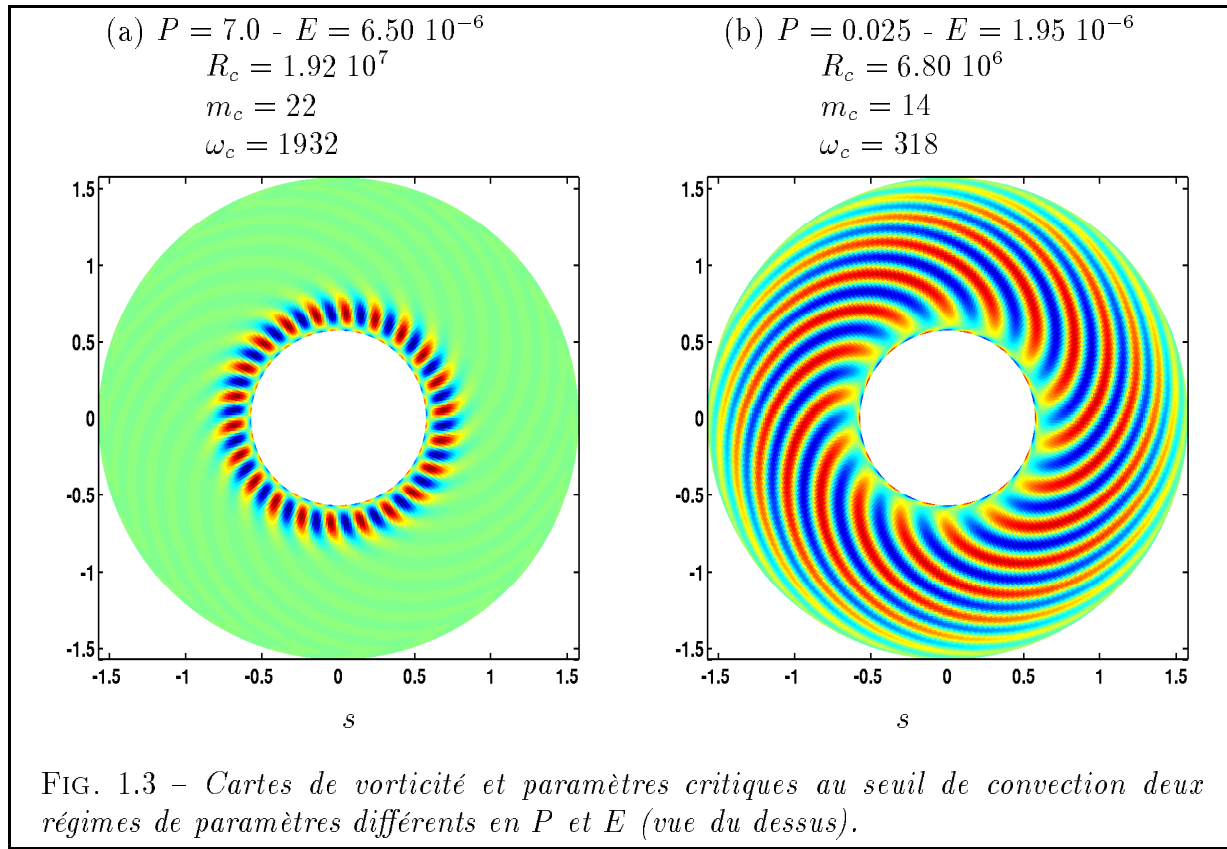 (a) P = 7.0 - E = 6.50 10⁻⁶
R_c = 1.92 10⁷
m_c = 22
ω_c = 1932
(b) P = 0.025 - E = 1.95 10⁻⁶
R_c = 6.80 10⁶
m_c = 14
ω_c = 318
1.5
1
0.5
0
-0.5
-1
-1.5
-1.5 -1 -0.5 0 0.5 1 1.5
s
1.5
1
0.5
0
-0.5
-1
-1.5
-1.5 -1 -0.5 0 0.5 1 1.5
s
FIG. 1.3 – Cartes de vorticité et paramètres critiques au seuil de convection deux
régimes de paramètres différents en P et E (vue du dessus).